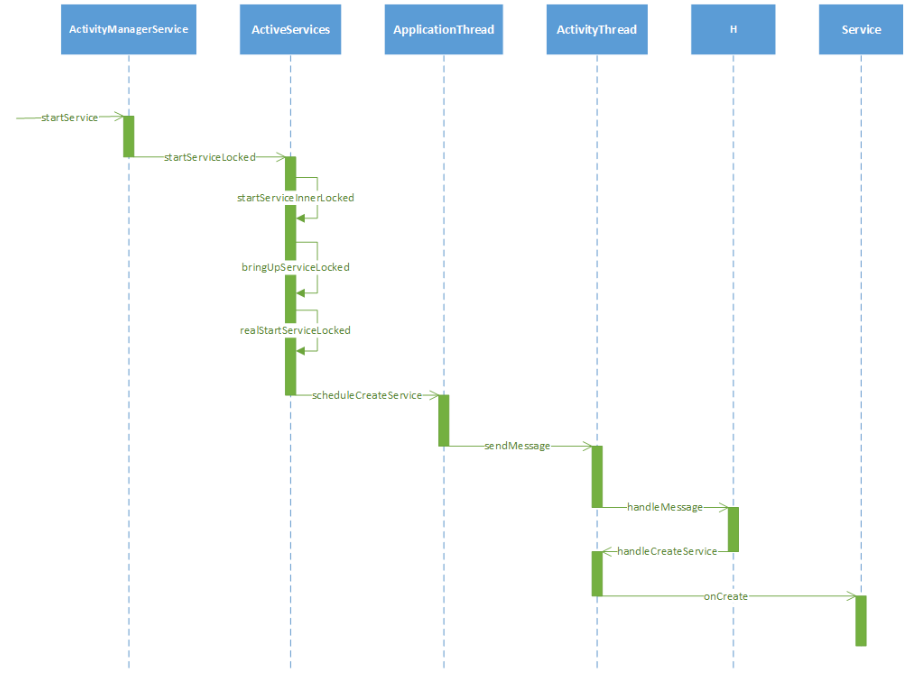 ActivityManagerService
ActiveServices
ApplicationThread
ActivityThread
H
Service
startService
startServiceLocked
startServiceInnerLocked
bringUpServiceLocked
realStartServiceLocked
scheduleCreateService
sendMessage
handleMessage
handleCreateService
onCreate